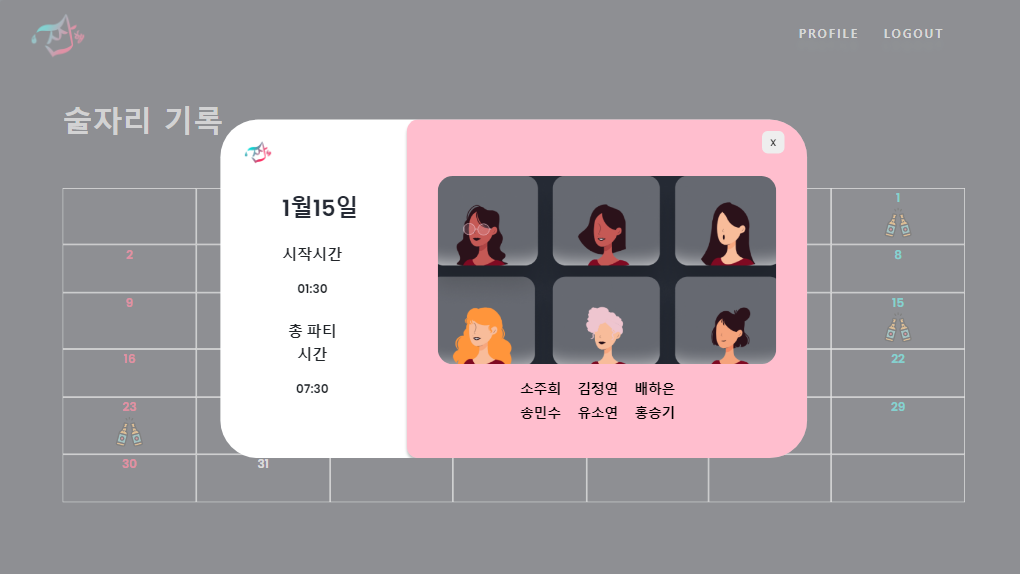 짠
PROFILE LOGOUT
술자리 기록
짠
x
1월15일
시작시간
01:30
총 파티
시간
07:30
소주희 김정연 배하은
송민수 유소연 홍승기
1
2 8
9 15
16 22
23 29
30 31